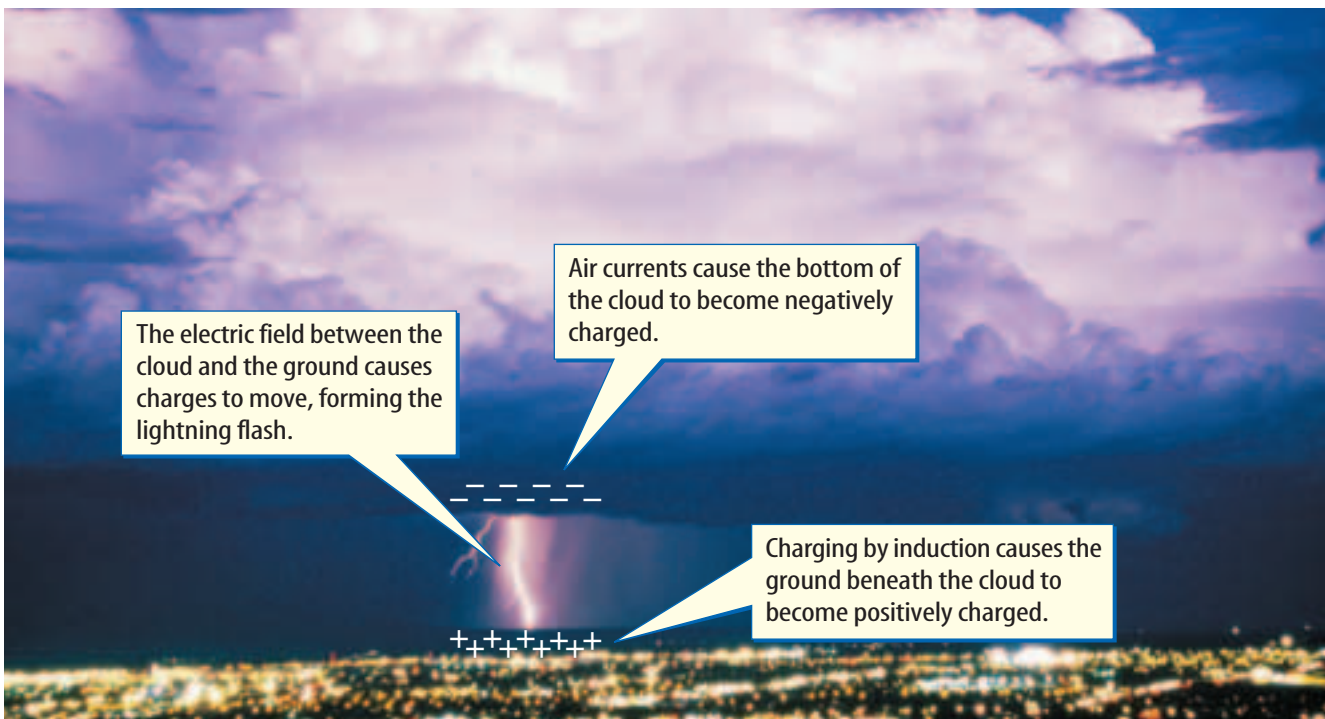 Air currents cause the bottom of
the cloud to become negatively
charged.
The electric field between the
cloud and the ground causes
charges to move, forming the
lightning flash.
− − − −
− − − − −
Charging by induction causes the
ground beneath the cloud to
become positively charged.
+ + + + +
+ + + +